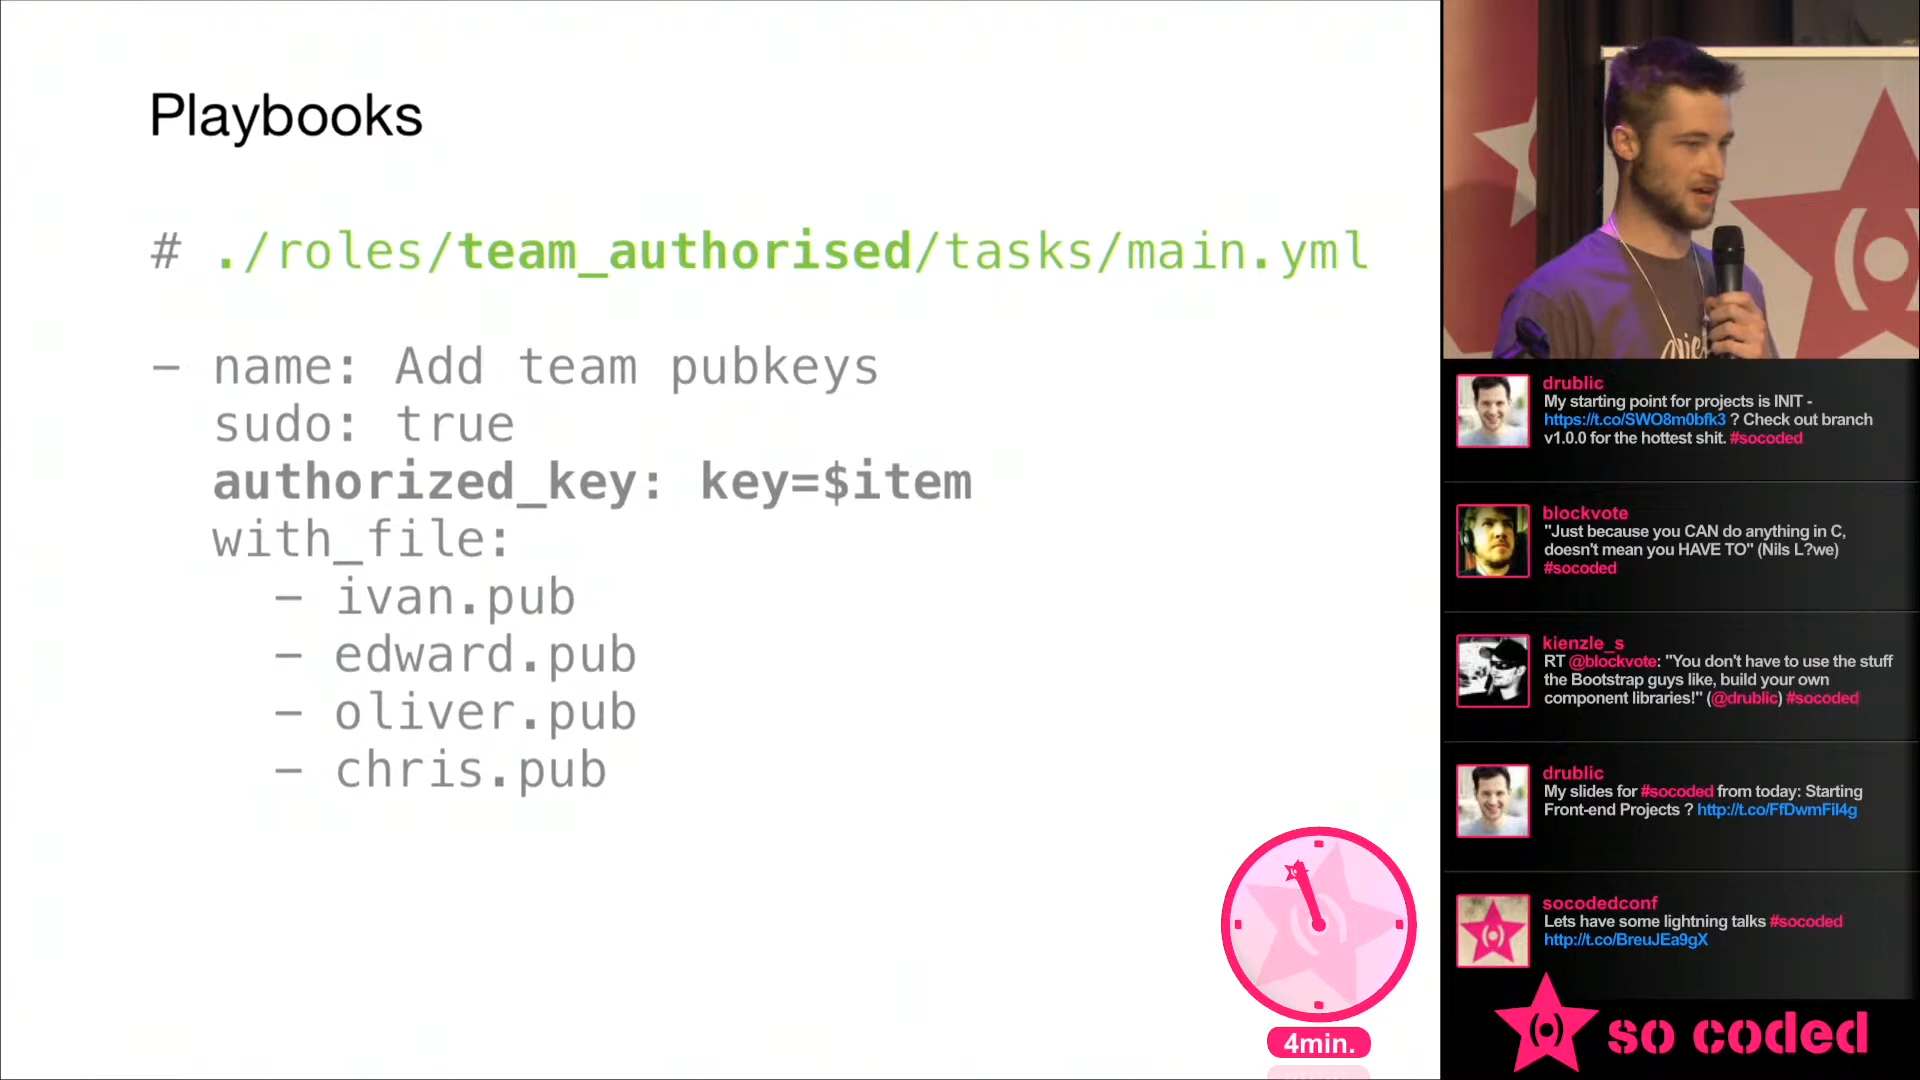 Playbooks
# ./roles/team_authorised/tasks/main.yml
- name: Add team pubkeys
sudo: true
authorized_key: key=$item
with_file:
- ivan.pub
- edward.pub
- oliver.pub
- chris.pub
4min.
drublic
My starting point for projects is INIT -
https://t.co/SWO8m0bfk3 ? Check out branch
v1.0.0 for the hottest shit. #socoded
blockvote
"Just because you CAN do anything in C,
doesn't mean you HAVE TO" (Nils L?we)
#socoded
kienzle_s
RT @blockvote: "You don't have to use the stuff
the Bootstrap guys like, build your own
component libraries!" (@drublic) #socoded
drublic
My slides for #socoded from today: Starting
Front-end Projects ? http://t.co/FfDwmFil4g
socodedconf
Lets have some lightning talks #socoded
http://t.co/BreuJEa9gX
so coded